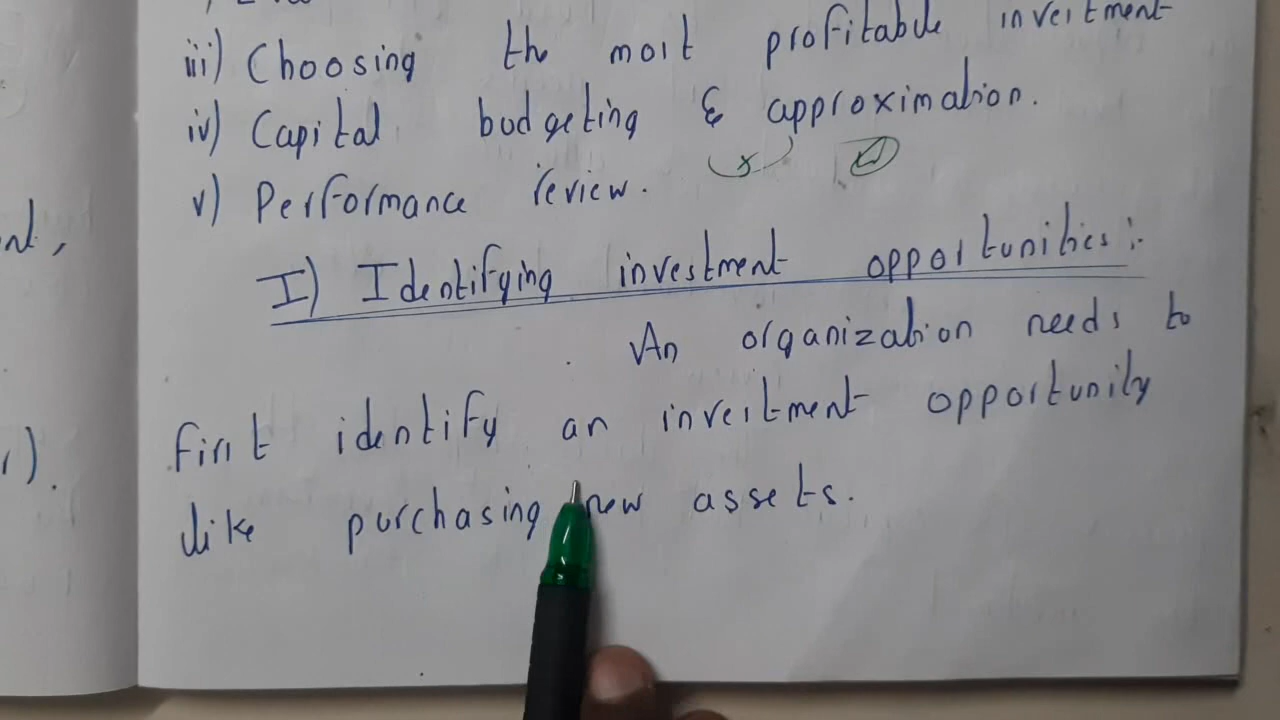 iii) Choosing the most profitable investment
iv) Capital budgeting & approximation.
v) Performance review.
I) Identifying investment opportunities:
An organization needs to
first identify an investment opportunity
like purchasing new assets.